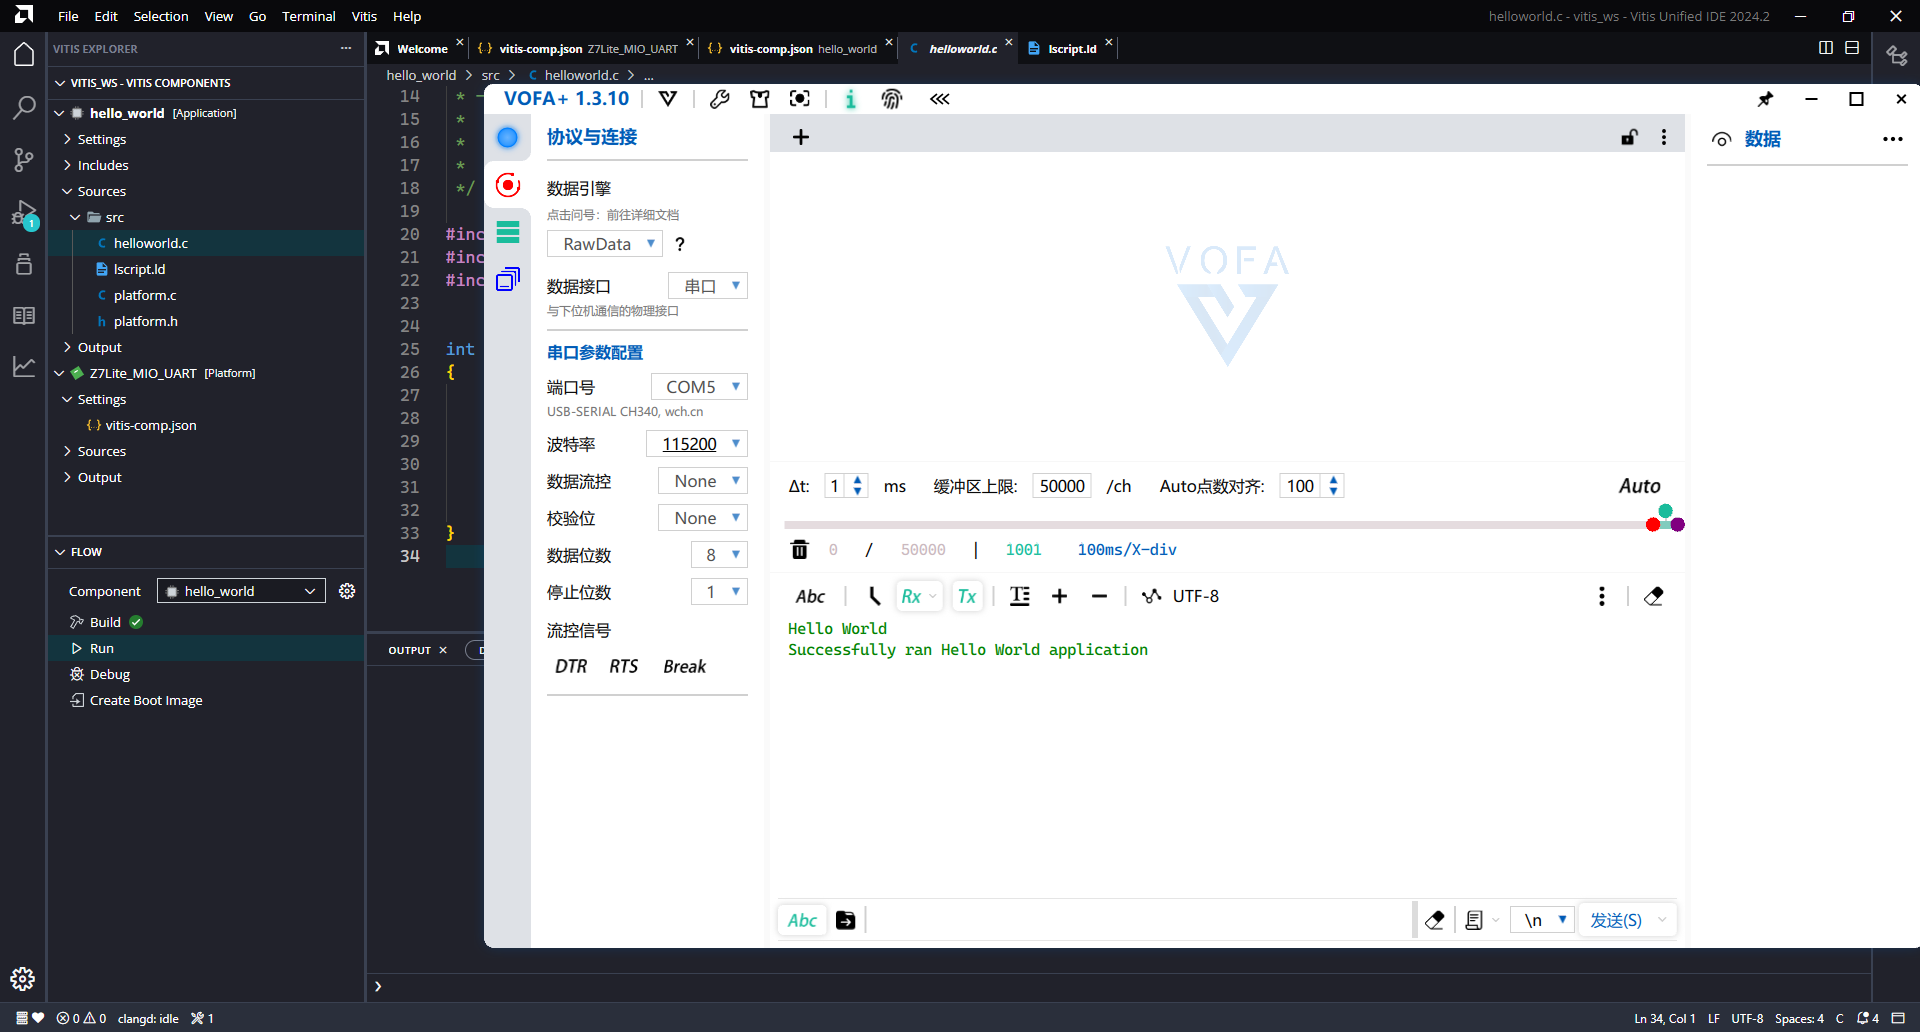 File Edit Selection View Go Terminal Vitis Help
helloworld.c - vitis_ws - Vitis Unified IDE 2024.2
VITIS EXPLORER
VITIS_WS - VITIS COMPONENTS
hello_world [Application]
Settings
Includes
Sources
src
C helloworld.c
lscript.ld
C platform.c
h platform.h
Output
Z7Lite_MIO_UART [Platform]
Settings
{} vitis-comp.json
Sources
Output
1
FLOW
Component hello_world
Build
Run
Debug
Create Boot Image
Welcome
{} vitis-comp.json Z7Lite_MIO_UART
{} vitis-comp.json hello_world
C helloworld.c
lscript.ld
hello_world > src > C helloworld.c > ...
14 * -
15 *
16 *
17 *
18 */
19
20 #inc
21 #inc
22 #inc
23
24
25 int
26 {
27
28
29
30
31
32
33 }
34
OUTPUT
VOFA+ 1.3.10
协议与连接
数据引擎
点击问号：前往详细文档
RawData ?
数据接口 串口
与下位机通信的物理接口
串口参数配置
端口号 COM5
USB-SERIAL CH340, wch.cn
波特率 115200
数据流控 None
校验位 None
数据位数 8
停止位数 1
流控信号
DTR RTS Break
VOFA
数据
Δt: 1 ms 缓冲区上限: 50000 /ch Auto点数对齐: 100 Auto
0 / 50000 | 1001 100ms/X-div
Abc Rx Tx UTF-8
Hello World
Successfully ran Hello World application
Abc \n 发送(S)
0 0 clangd: idle 1
Ln 34, Col 1 LF UTF-8 Spaces: 4 C 4